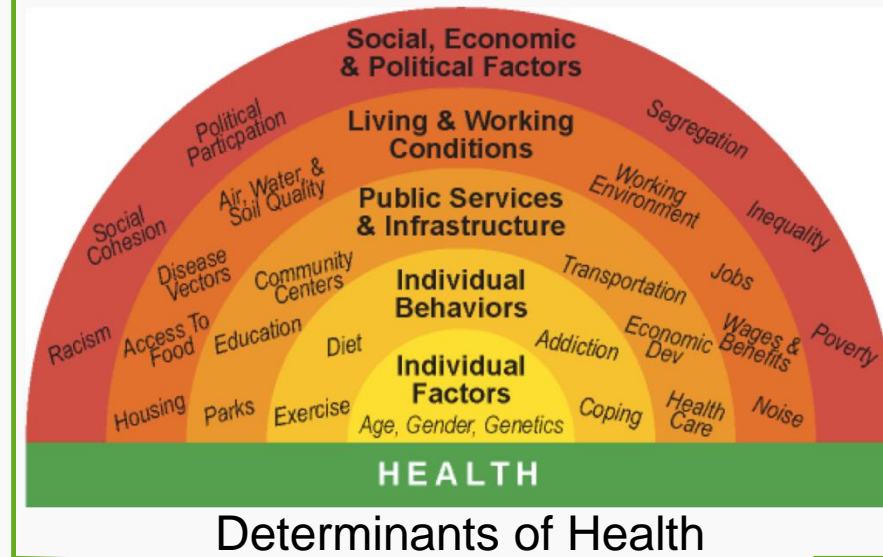 Social, Economic
& Political Factors
Political
Particpation
Segregation
Social
Cohesion
Inequality
Racism
Poverty
Living & Working
Conditions
Air, Water, &
Soil Quality
Working
Environment
Disease
Vectors
Jobs
Access To
Food
Wages &
Benefits
Housing
Noise
Public Services
& Infrastructure
Community
Centers
Transportation
Education
Economic
Dev
Parks
Health
Care
Individual
Behaviors
Diet
Addiction
Exercise
Coping
Individual
Factors
Age, Gender, Genetics
HEALTH
Determinants of Health